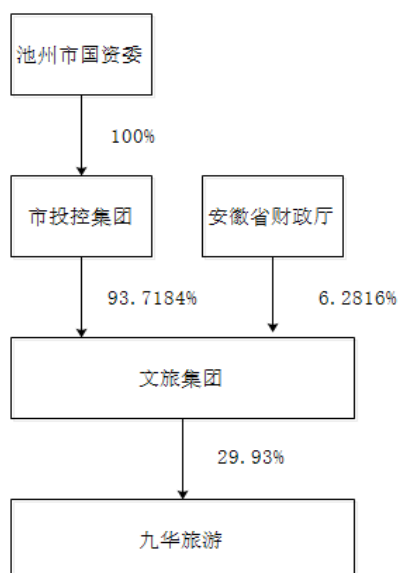 池州市国资委
100%
市投控集团
安徽省财政厅
93.7184%
6.2816%
文旅集团
29.93%
九华旅游